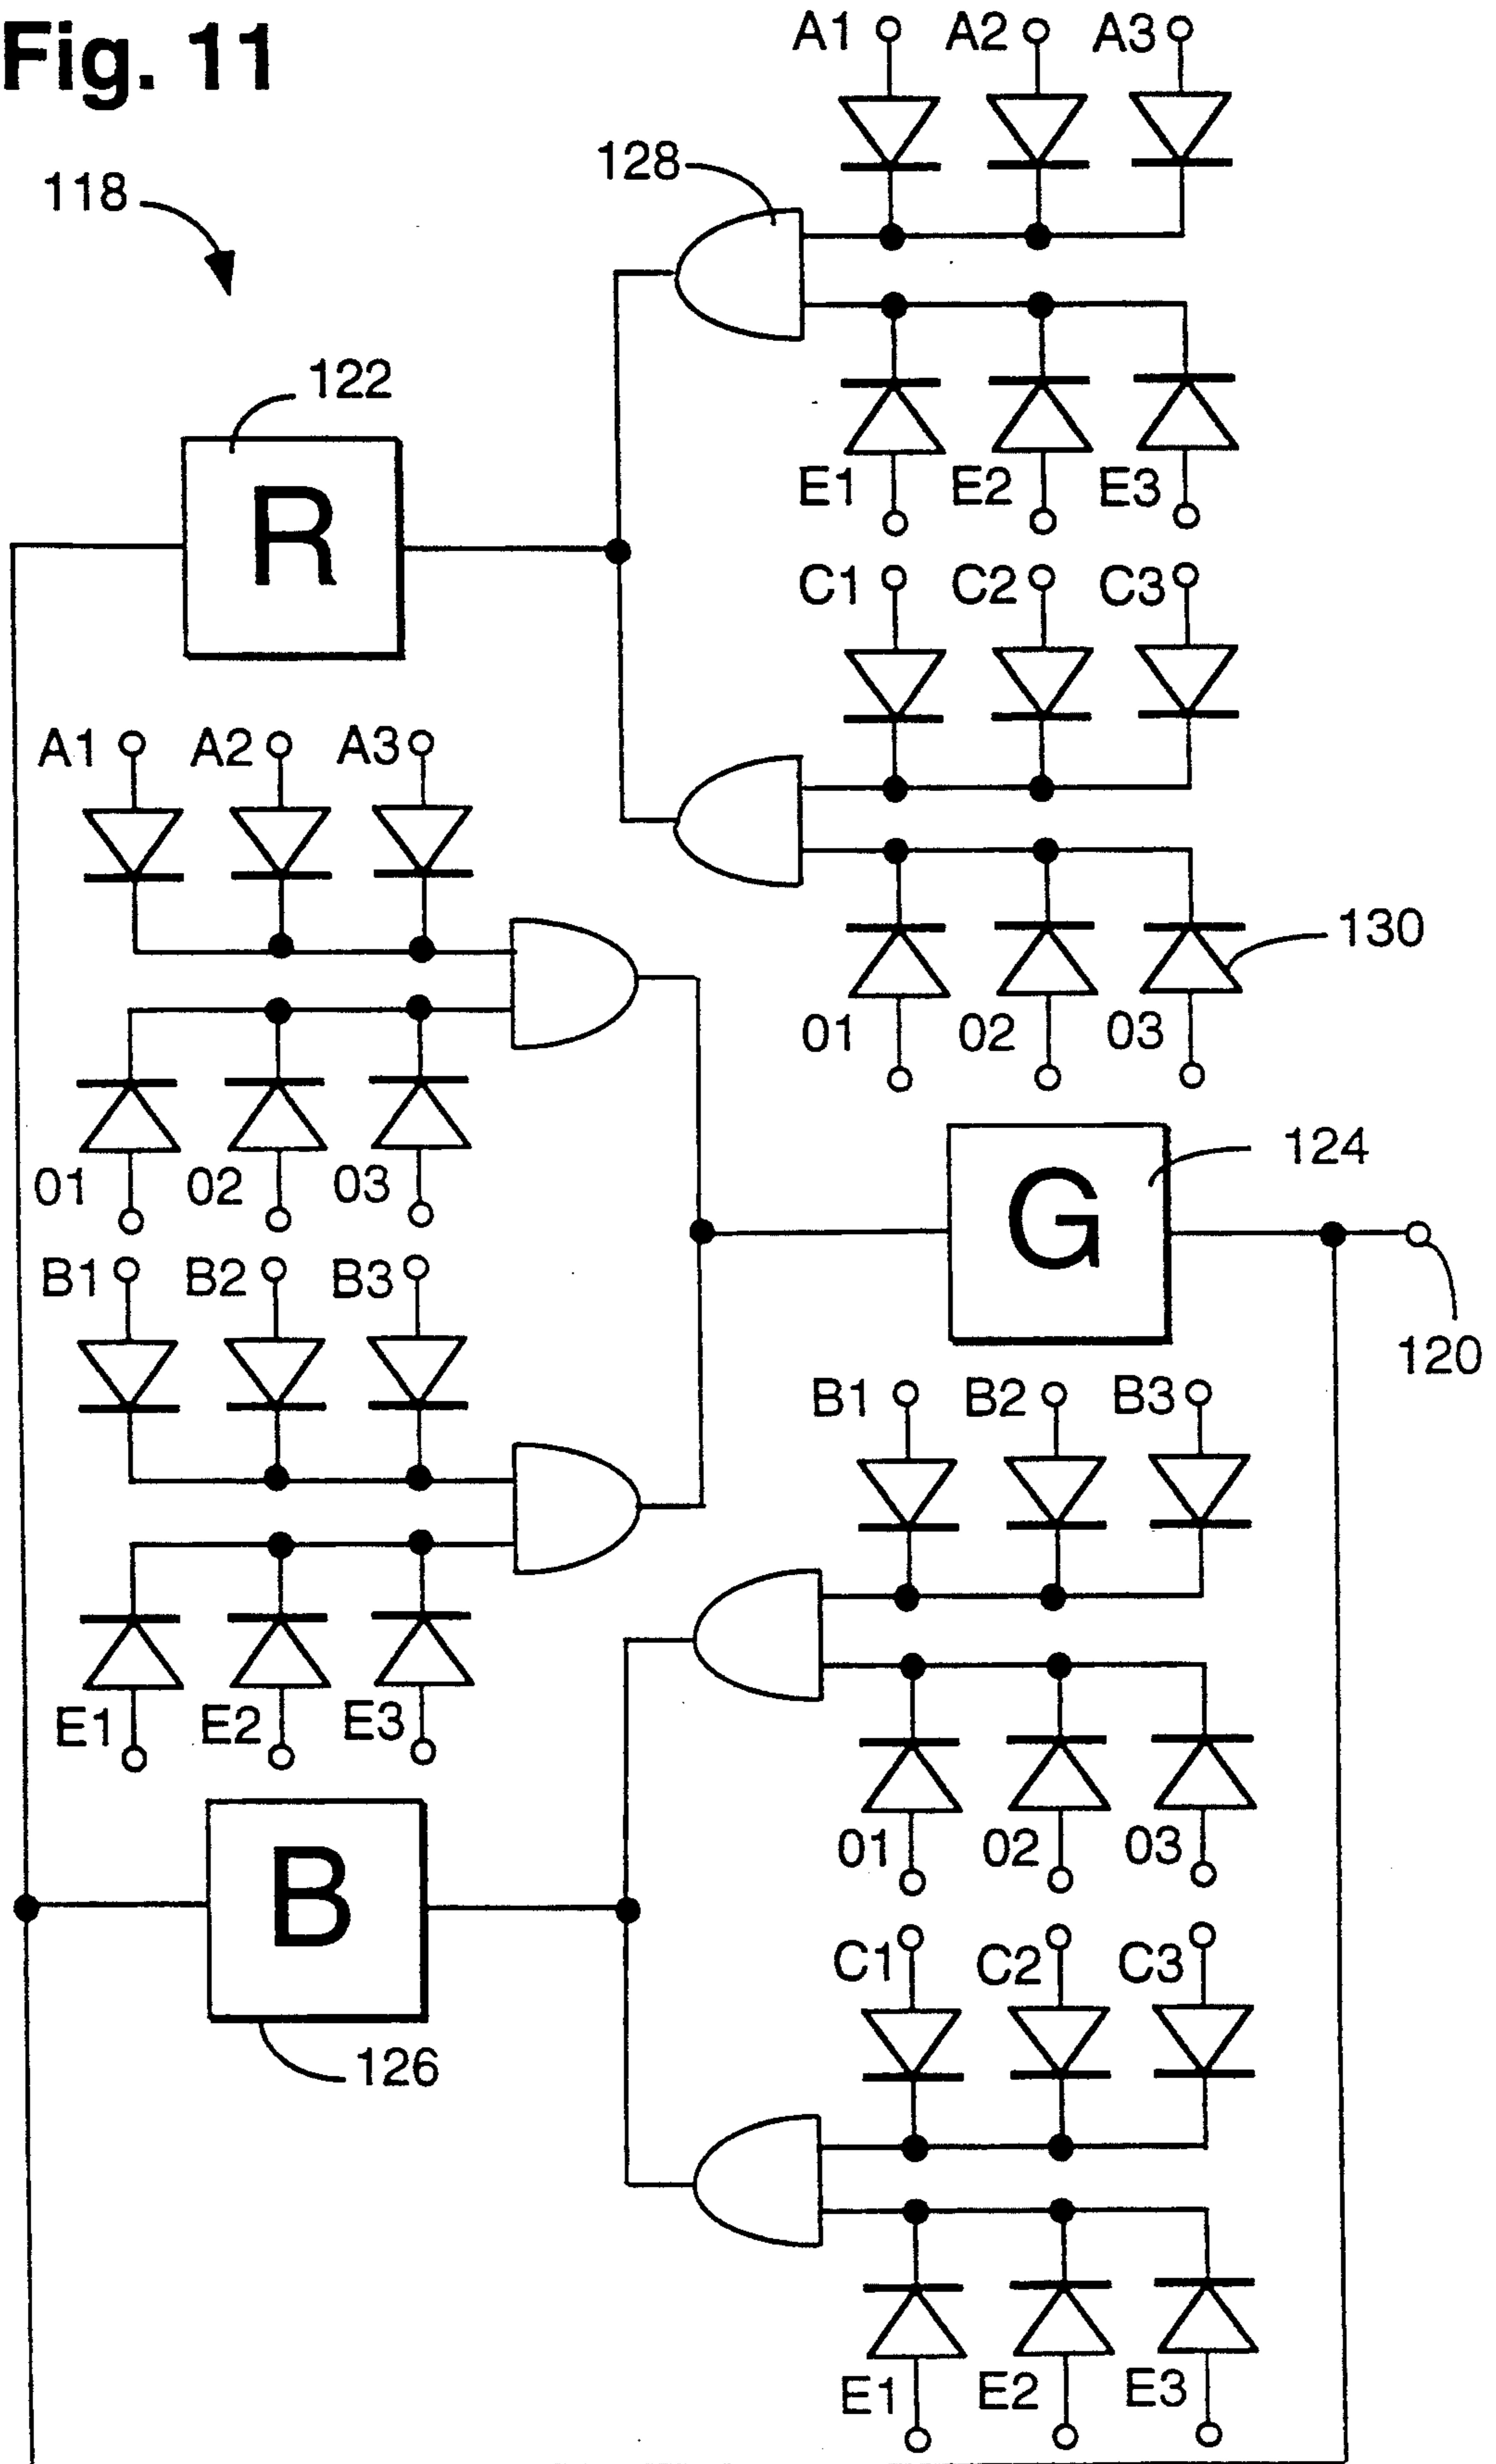 Fig. 11
A1 A2 A3
128
118
122
R
E1 E2 E3
C1 C2 C3
A1 A2 A3
130
01 02 03
01 02 03
124
G
B1 B2 B3
120
B1 B2 B3
E1 E2 E3
B
01 02 03
C1 C2 C3
126
E1 E2 E3